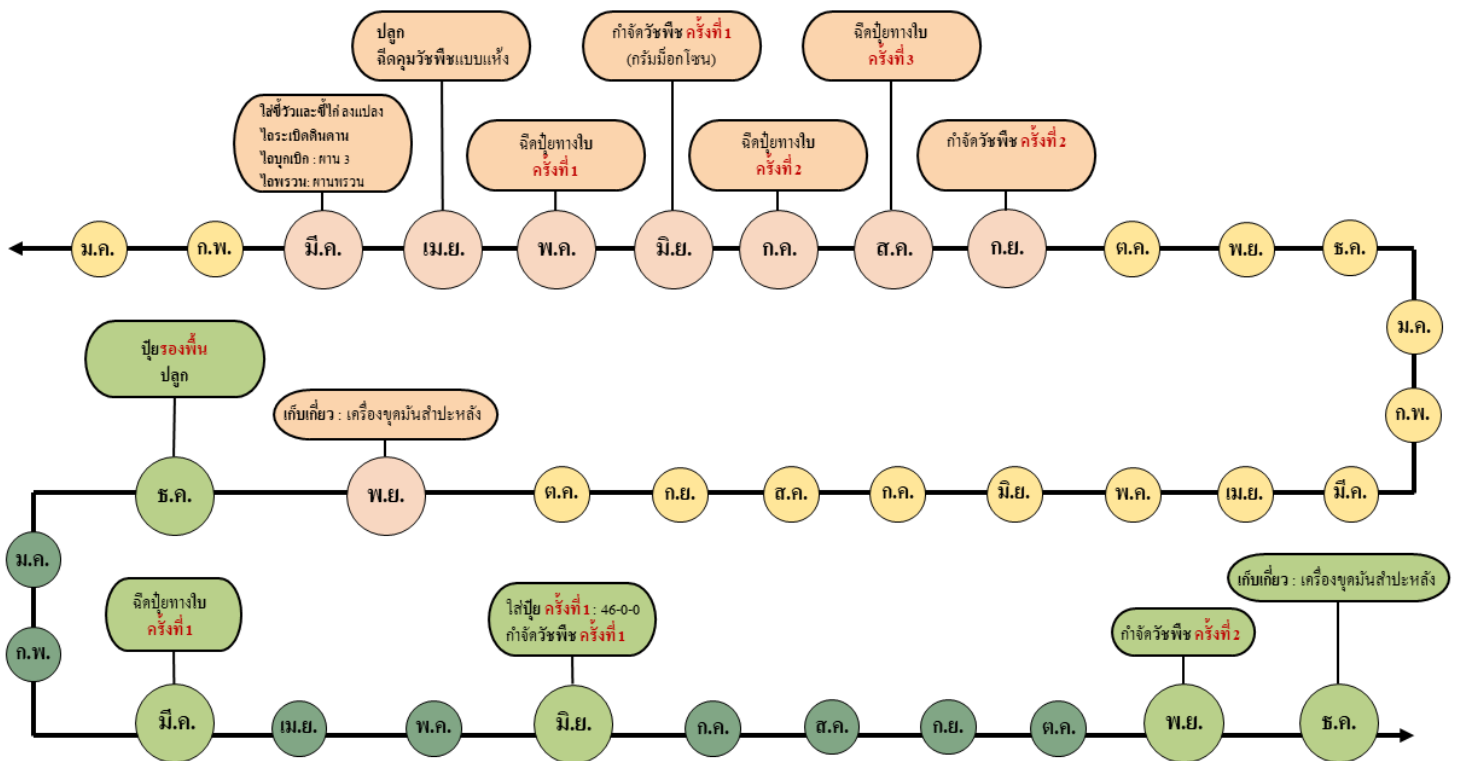 ปลูก
ฉีดคุมวัชพืชแบบแห้ง
กำจัดวัชพืช ครั้งที่ 1
(กรัมม็อกโซน)
ฉีดปุ๋ยทางใบ
ครั้งที่ 3
ใส่ขี้วัวและขี้ไก่ ลงแปลง
ไถระเบิดดินดาน
ไถบุกเบิก : ผาน 3
ไถพรวน: ผานพรวน
ฉีดปุ๋ยทางใบ
ครั้งที่ 1
ฉีดปุ๋ยทางใบ
ครั้งที่ 2
กำจัดวัชพืช ครั้งที่ 2
ม.ค. ก.พ. มี.ค. เม.ย. พ.ค. มิ.ย. ก.ค. ส.ค. ก.ย. ต.ค. พ.ย. ธ.ค.
ม.ค.
ก.พ.
ปุ๋ยรองพื้น
ปลูก
เก็บเกี่ยว : เครื่องขุดมันสำปะหลัง
ธ.ค. พ.ย. ต.ค. ก.ย. ส.ค. ก.ค. มิ.ย. พ.ค. เม.ย. มี.ค.
ม.ค.
ก.พ.
ฉีดปุ๋ยทางใบ
ครั้งที่ 1
ใส่ปุ๋ย ครั้งที่ 1 : 46-0-0
กำจัดวัชพืช ครั้งที่ 1
กำจัดวัชพืช ครั้งที่ 2
เก็บเกี่ยว : เครื่องขุดมันสำปะหลัง
มี.ค. เม.ย. พ.ค. มิ.ย. ก.ค. ส.ค. ก.ย. ต.ค. พ.ย. ธ.ค.